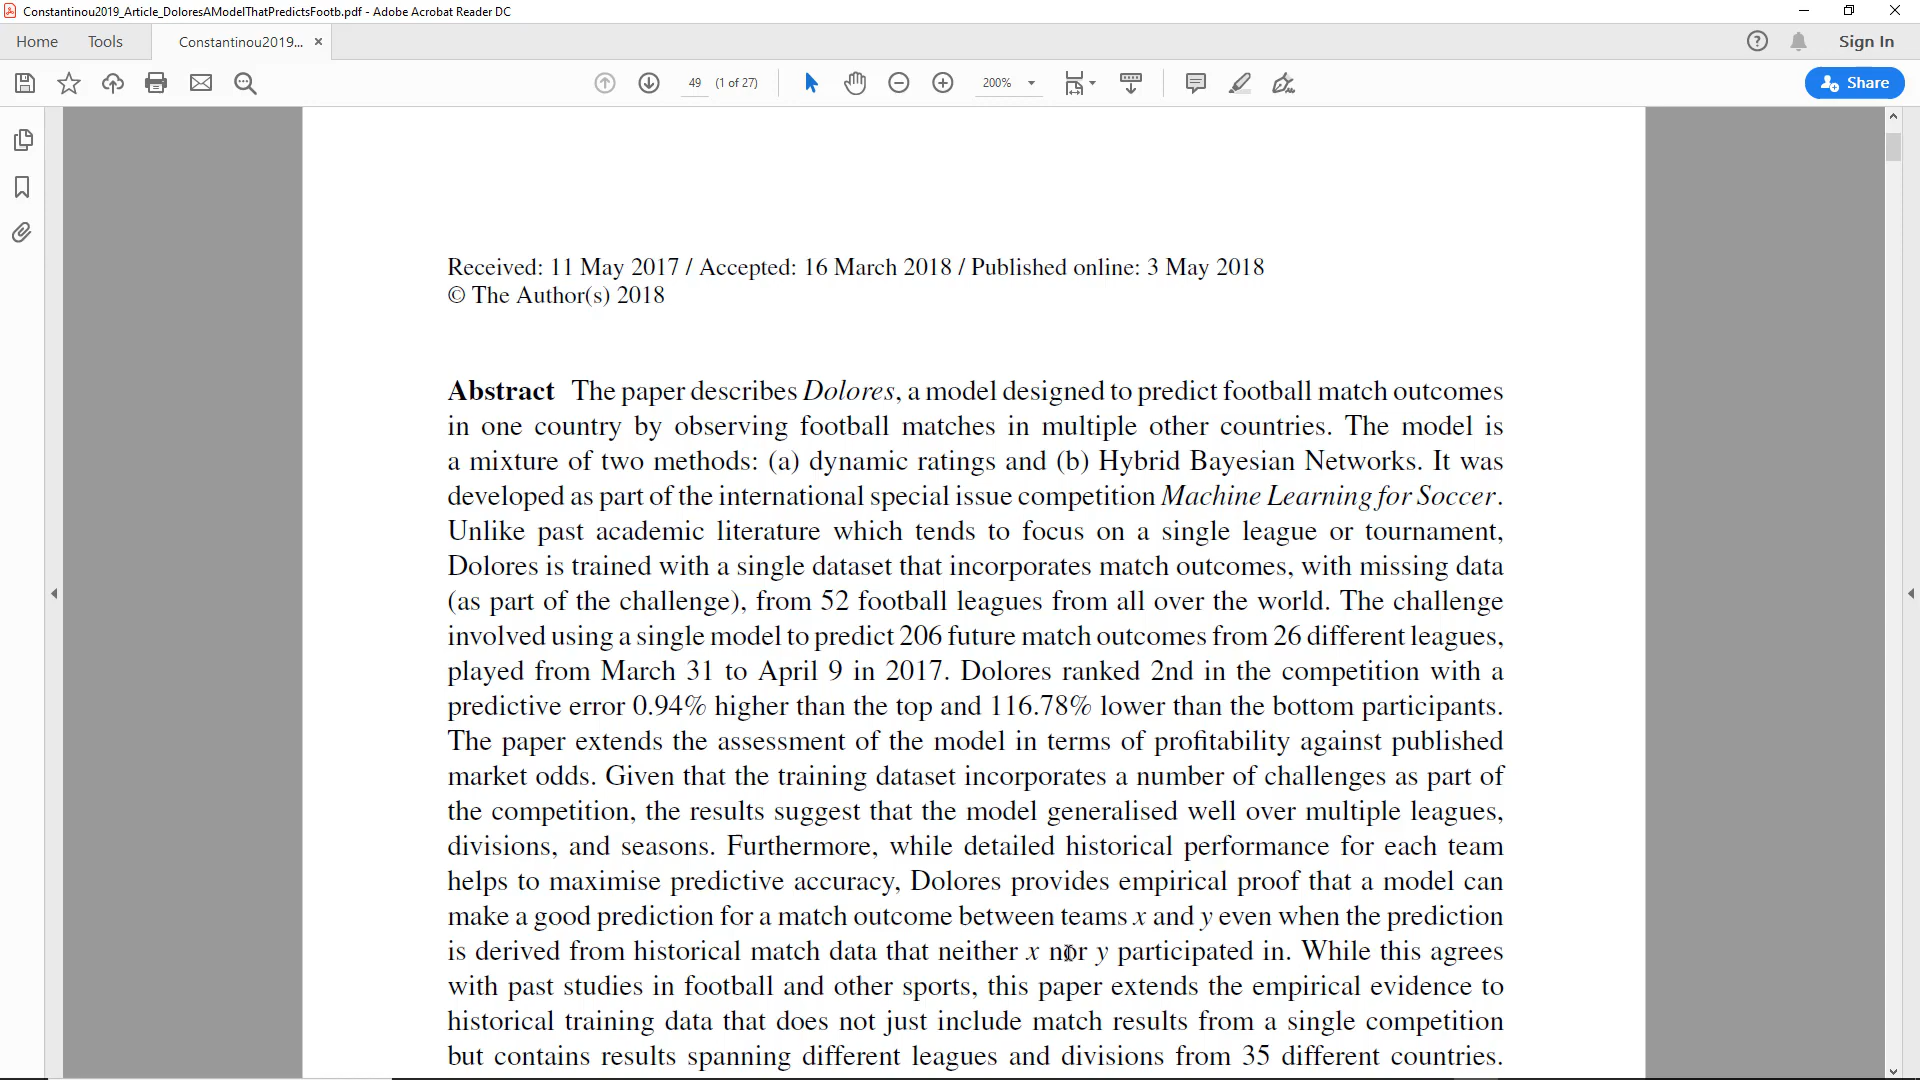 Constantinou2019_Article_DoloresAModelThatPredictsFootb.pdf - Adobe Acrobat Reader DC
Home Tools Constantinou2019... × Sign In
49 (1 of 27) 200% Share
Received: 11 May 2017 / Accepted: 16 March 2018 / Published online: 3 May 2018
© The Author(s) 2018
Abstract The paper describes Dolores, a model designed to predict football match outcomes
in one country by observing football matches in multiple other countries. The model is
a mixture of two methods: (a) dynamic ratings and (b) Hybrid Bayesian Networks. It was
developed as part of the international special issue competition Machine Learning for Soccer.
Unlike past academic literature which tends to focus on a single league or tournament,
Dolores is trained with a single dataset that incorporates match outcomes, with missing data
(as part of the challenge), from 52 football leagues from all over the world. The challenge
involved using a single model to predict 206 future match outcomes from 26 different leagues,
played from March 31 to April 9 in 2017. Dolores ranked 2nd in the competition with a
predictive error 0.94% higher than the top and 116.78% lower than the bottom participants.
The paper extends the assessment of the model in terms of profitability against published
market odds. Given that the training dataset incorporates a number of challenges as part of
the competition, the results suggest that the model generalised well over multiple leagues,
divisions, and seasons. Furthermore, while detailed historical performance for each team
helps to maximise predictive accuracy, Dolores provides empirical proof that a model can
make a good prediction for a match outcome between teams x and y even when the prediction
is derived from historical match data that neither x nor y participated in. While this agrees
with past studies in football and other sports, this paper extends the empirical evidence to
historical training data that does not just include match results from a single competition
but contains results spanning different leagues and divisions from 35 different countries.